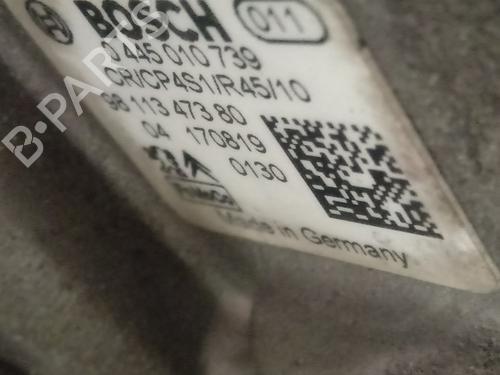 BOSCH 011
0 445 010 739
CR/CP4S1/R45/10
98 113 473 80
04 170819
0130
Made in Germany
B-PARTS